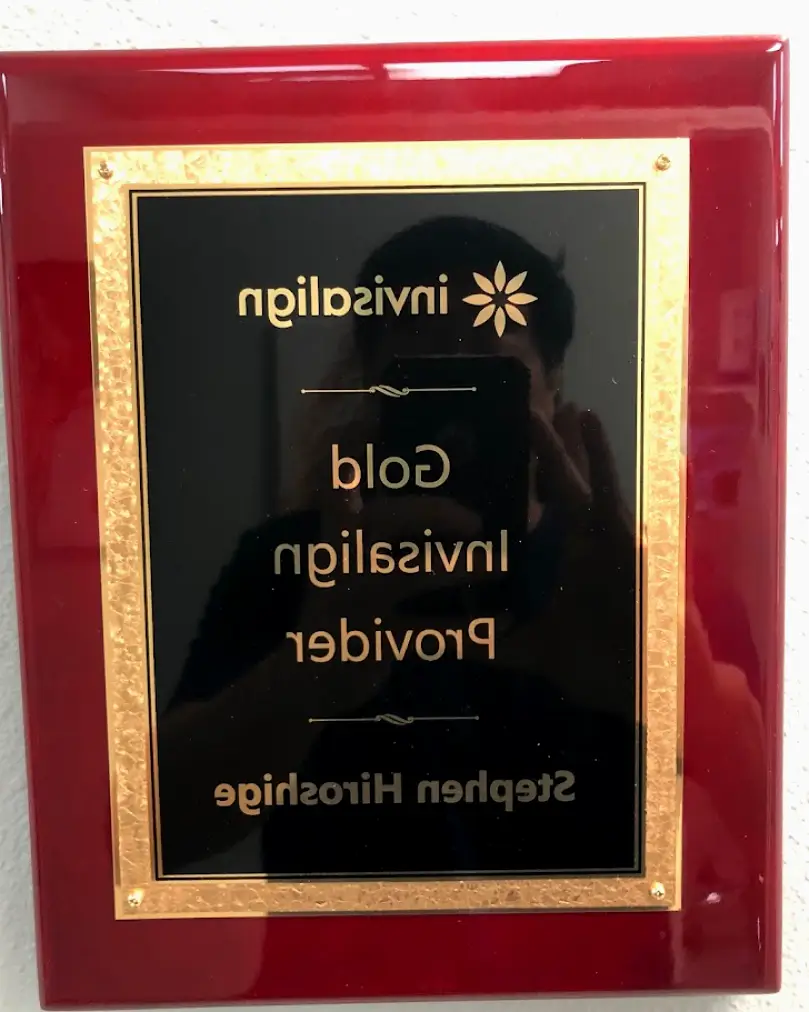 invisalign
Gold
Invisalign
Provider
Stephen Hiroshige